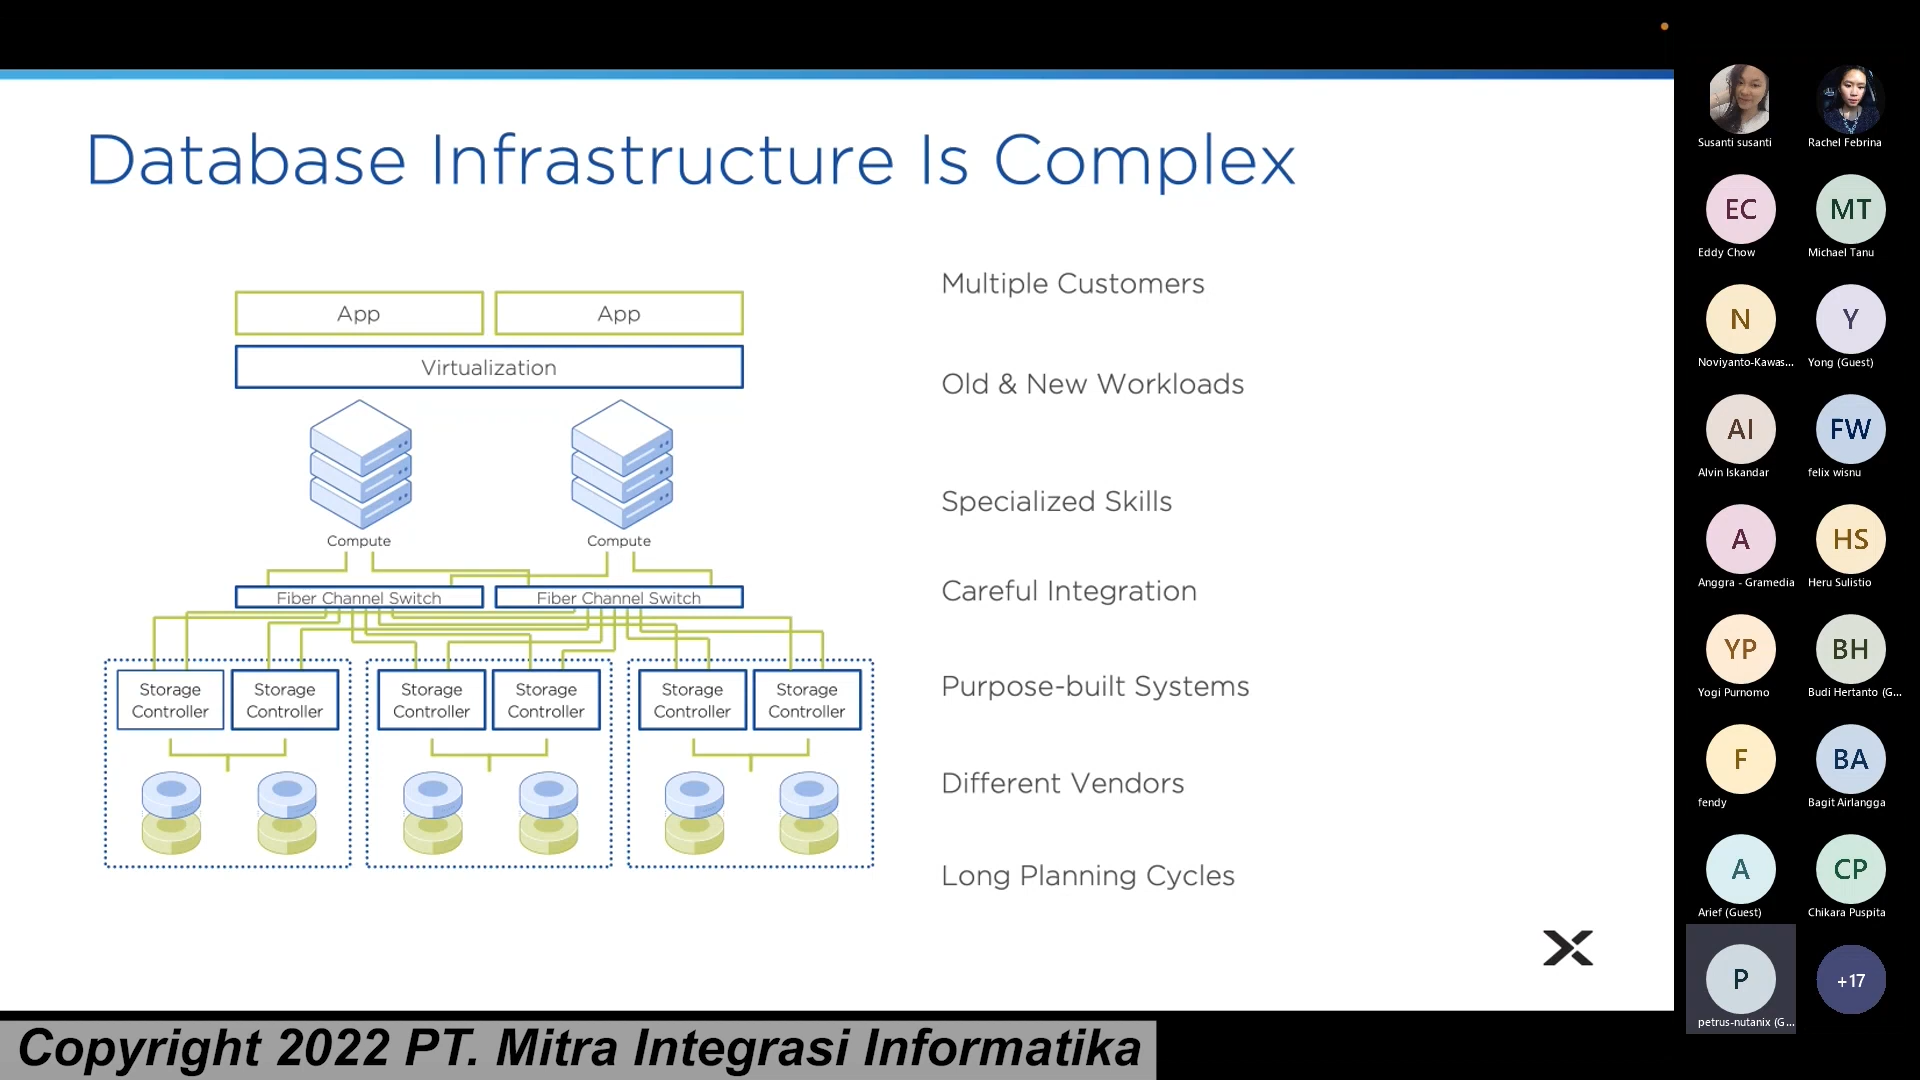 Database Infrastructure Is Complex
App
App
Virtualization
Compute
Compute
Fiber Channel Switch
Fiber Channel Switch
Storage
Controller
Storage
Controller
Storage
Controller
Storage
Controller
Storage
Controller
Storage
Controller
Multiple Customers
Old & New Workloads
Specialized Skills
Careful Integration
Purpose-built Systems
Different Vendors
Long Planning Cycles
Susanti susanti
Rachel Febrina
EC
Eddy Chow
MT
Michael Tanu
N
Noviyanto-Kawas...
Y
Yong (Guest)
AI
Alvin Iskandar
FW
felix wisnu
A
Anggra - Gramedia
HS
Heru Sulistio
YP
Yogi Purnomo
BH
Budi Hertanto (G...
F
fendy
BA
Bagit Airlangga
A
Arief (Guest)
CP
Chikara Puspita
P
petrus-nutanix (G...
+17
Copyright 2022 PT. Mitra Integrasi Informatika